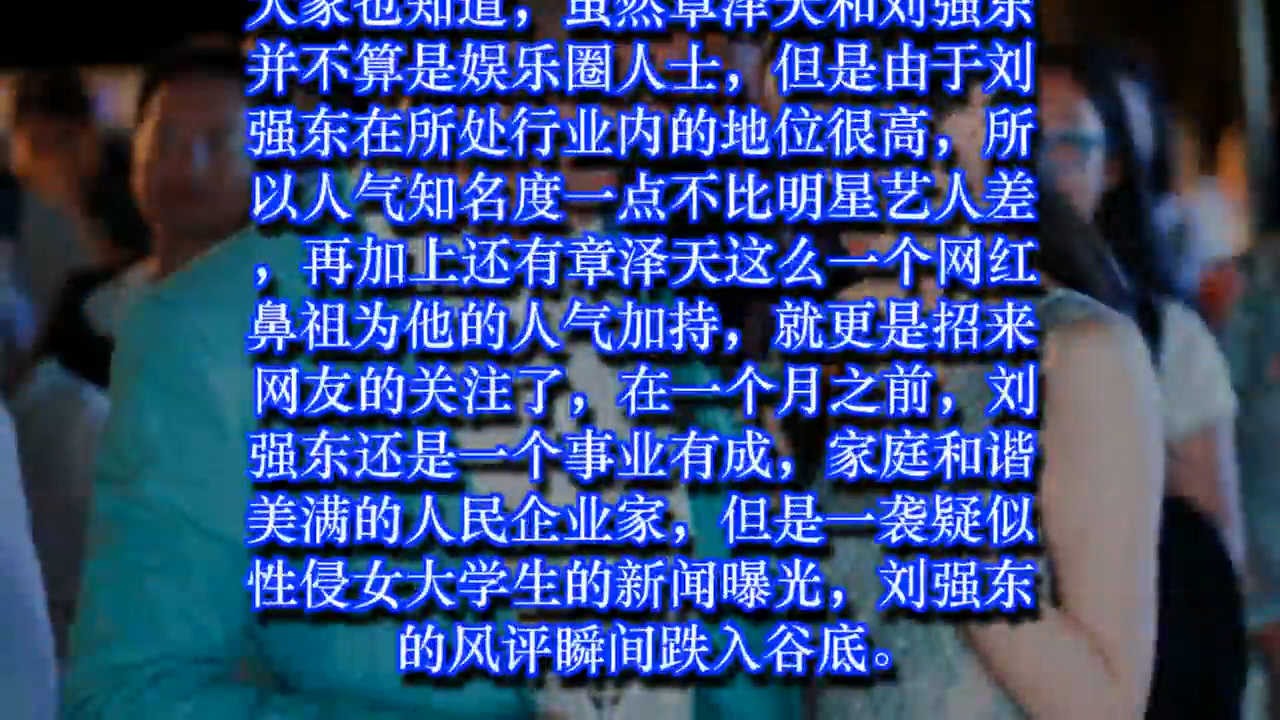 大家也知道，虽然章泽天和刘强东
并不算是娱乐圈人士，但是由于刘
强东在所处行业内的地位很高，所
以人气知名度一点不比明星艺人差
，再加上还有章泽天这么一个网红
鼻祖为他的人气加持，就更是招来
网友的关注了，在一个月之前，刘
强东还是一个事业有成，家庭和谐
美满的人民企业家，但是一袭疑似
性侵女大学生的新闻曝光，刘强东
的风评瞬间跌入谷底。